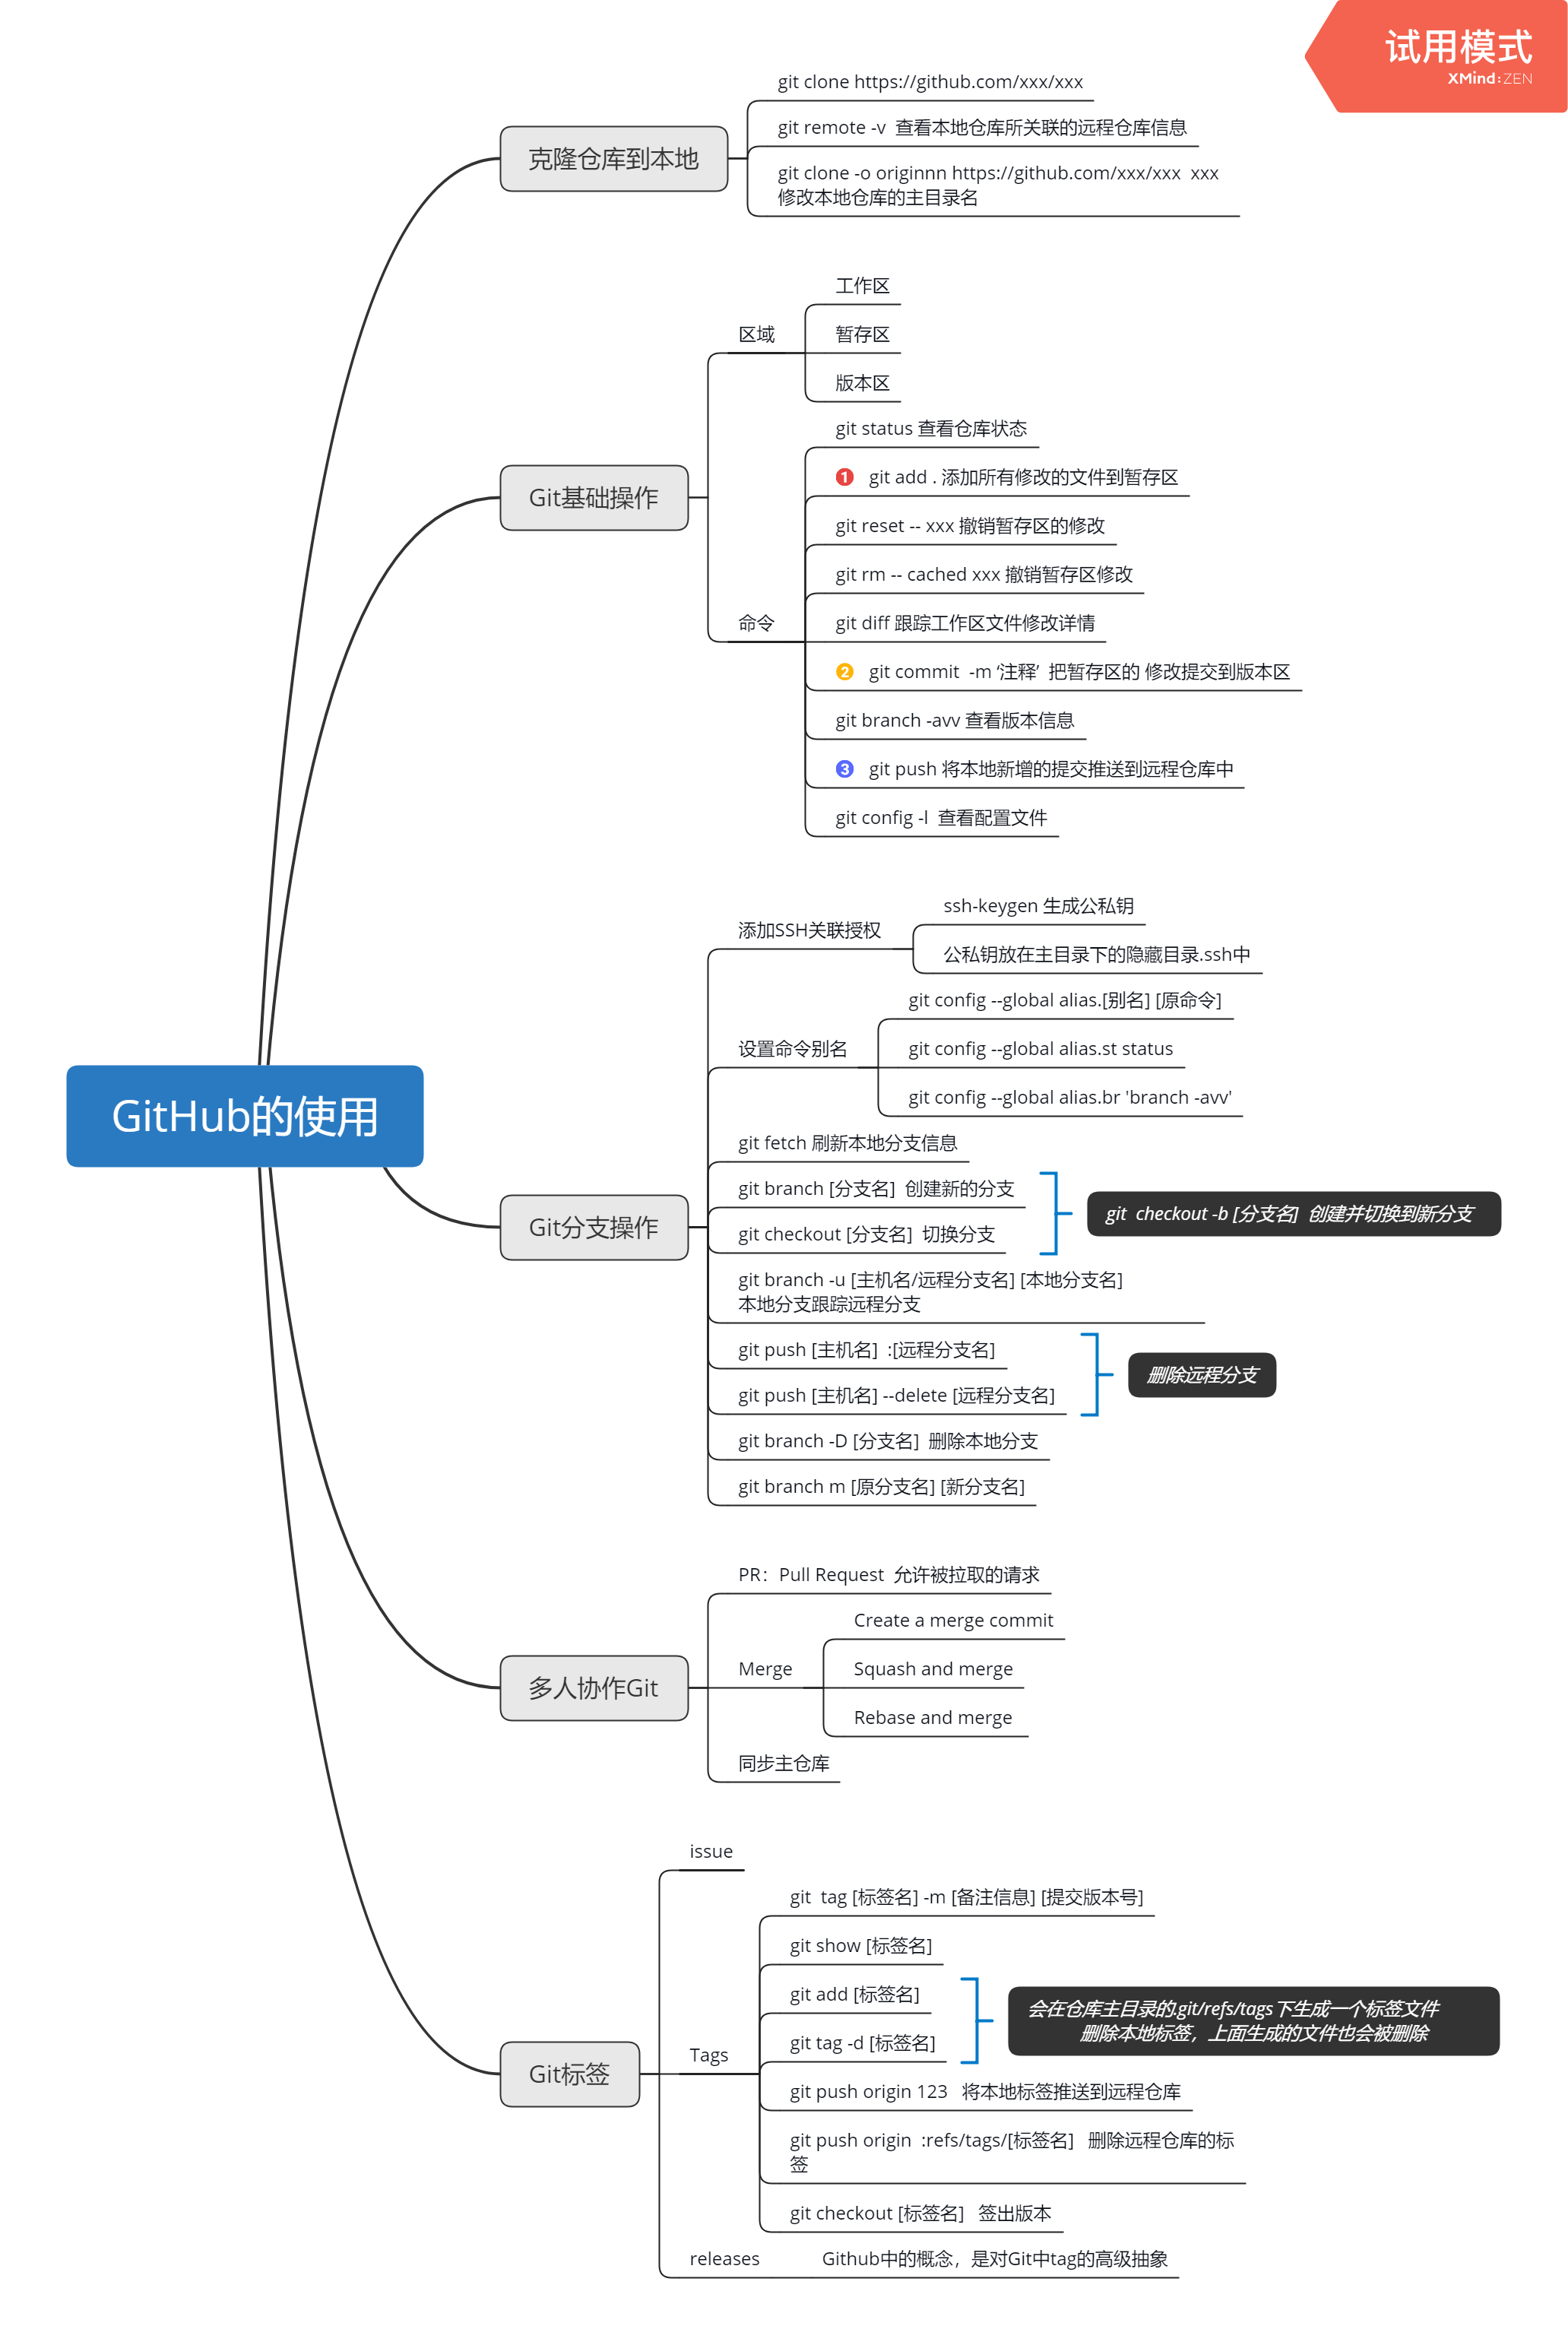 试用模式
XMind:ZEN
GitHub的使用
克隆仓库到本地
git clone https://github.com/xxx/xxx
git remote -v  查看本地仓库所关联的远程仓库信息
git clone -o originnn https://github.com/xxx/xxx  xxx
修改本地仓库的主目录名
Git基础操作
区域
工作区
暂存区
版本区
命令
git status 查看仓库状态
1 git add . 添加所有修改的文件到暂存区
git reset -- xxx 撤销暂存区的修改
git rm -- cached xxx 撤销暂存区修改
git diff 跟踪工作区文件修改详情
2 git commit  -m ‘注释’  把暂存区的 修改提交到版本区
git branch -avv 查看版本信息
3 git push 将本地新增的提交推送到远程仓库中
git config -l  查看配置文件
Git分支操作
添加SSH关联授权
ssh-keygen 生成公私钥
公私钥放在主目录下的隐藏目录.ssh中
设置命令别名
git config --global alias.[别名] [原命令]
git config --global alias.st status
git config --global alias.br 'branch -avv'
git fetch 刷新本地分支信息
git branch [分支名]  创建新的分支
git checkout [分支名]  切换分支
git  checkout -b [分支名]  创建并切换到新分支
git branch -u [主机名/远程分支名] [本地分支名]
本地分支跟踪远程分支
git push [主机名]  :[远程分支名]
git push [主机名] --delete [远程分支名]
删除远程分支
git branch -D [分支名]  删除本地分支
git branch m [原分支名] [新分支名]
多人协作Git
PR：Pull Request  允许被拉取的请求
Merge
Create a merge commit
Squash and merge
Rebase and merge
同步主仓库
Git标签
issue
Tags
git  tag [标签名] -m [备注信息] [提交版本号]
git show [标签名]
git add [标签名]
git tag -d [标签名]
会在仓库主目录的.git/refs/tags下生成一个标签文件
删除本地标签，上面生成的文件也会被删除
git push origin 123   将本地标签推送到远程仓库
git push origin  :refs/tags/[标签名]   删除远程仓库的标
签
git checkout [标签名]   签出版本
releases
Github中的概念，是对Git中tag的高级抽象